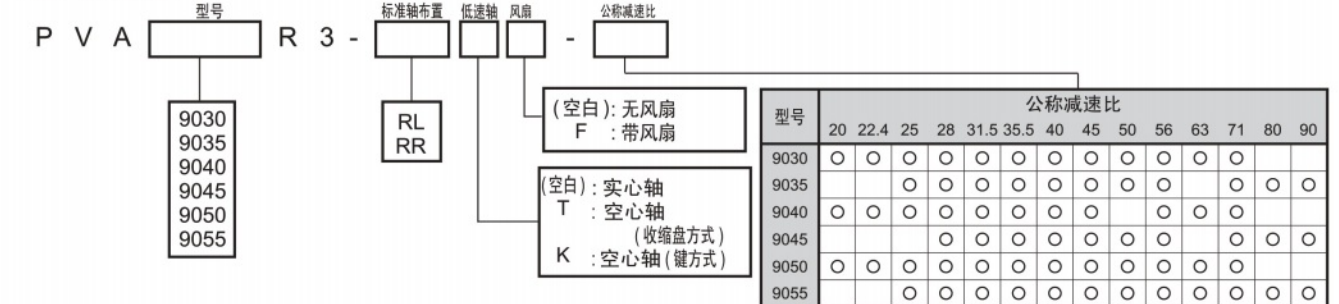 型号 标准轴布置 低速轴 风扇 公称减速比
P V A R 3 - -
9030
9035
9040
9045
9050
9055
RL
RR
(空白): 无风扇
F : 带风扇
(空白): 实心轴
T : 空心轴
(收缩盘方式)
K : 空心轴(键方式)
型号 公称减速比
20 22.4 25 28 31.5 35.5 40 45 50 56 63 71 80 90
9030 ○ ○ ○ ○ ○ ○ ○ ○ ○ ○ ○ ○
9035 ○ ○ ○ ○ ○ ○ ○ ○ ○ ○ ○
9040 ○ ○ ○ ○ ○ ○ ○ ○ ○ ○ ○
9045 ○ ○ ○ ○ ○ ○ ○ ○ ○ ○
9050 ○ ○ ○ ○ ○ ○ ○ ○ ○ ○ ○ ○
9055 ○ ○ ○ ○ ○ ○ ○ ○ ○ ○ ○ ○